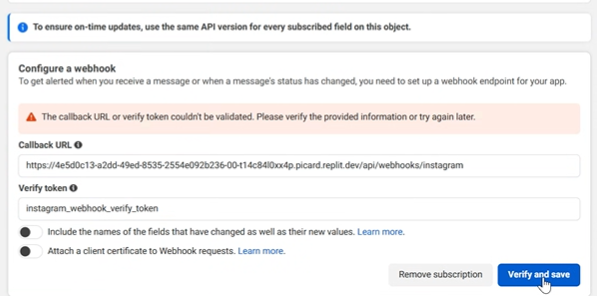 To ensure on-time updates, use the same API version for every subscribed field on this object.
Configure a webhook
To get alerted when you receive a message or when a message's status has changed, you need to set up a webhook endpoint for your app.
The callback URL or verify token couldn't be validated. Please verify the provided information or try again later.
Callback URL
https://4e5d0c13-a2dd-49ed-8535-2554e092b236-00-t14c84l0xx4p.picard.replit.dev/api/webhooks/instagram
Verify token
instagram_webhook_verify_token
Include the names of the fields that have changed as well as their new values. Learn more.
Attach a client certificate to Webhook requests. Learn more.
Remove subscription Verify and save